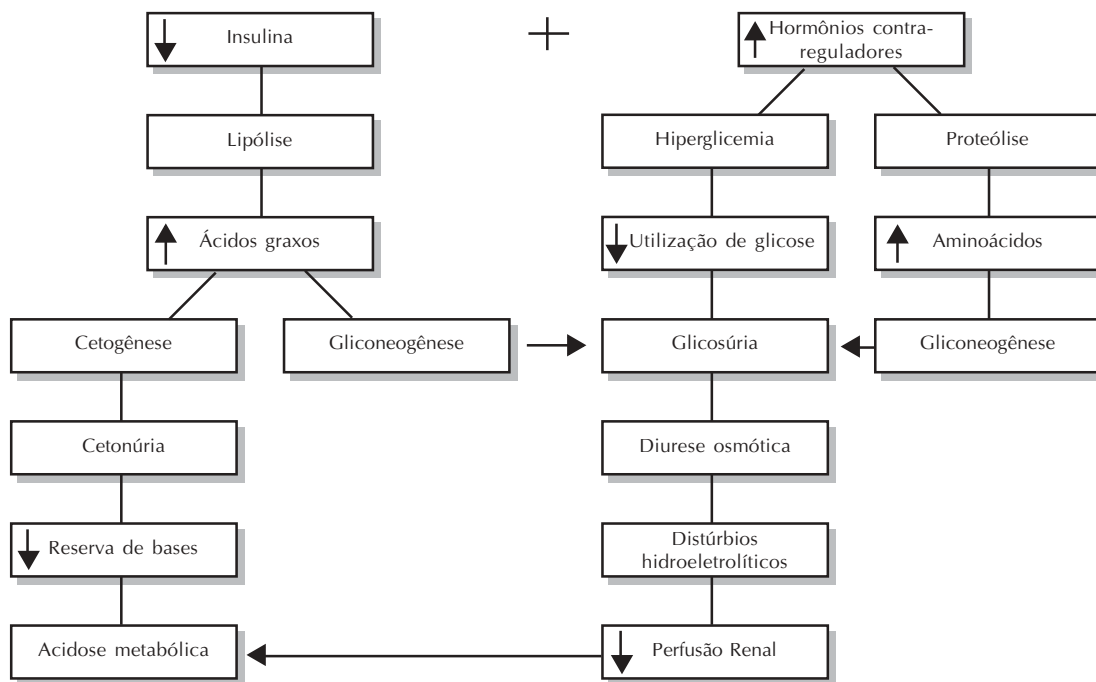 Insulina
+
Hormônios contra-
reguladores
Lipólise
Hiperglicemia
Proteólise
Ácidos graxos
Utilização de glicose
Aminoácidos
Cetogênese
Gliconeogênese
Glicosúria
Gliconeogênese
Cetonúria
Diurese osmótica
Reserva de bases
Distúrbios
hidroeletrolíticos
Acidose metabólica
Perfusão Renal